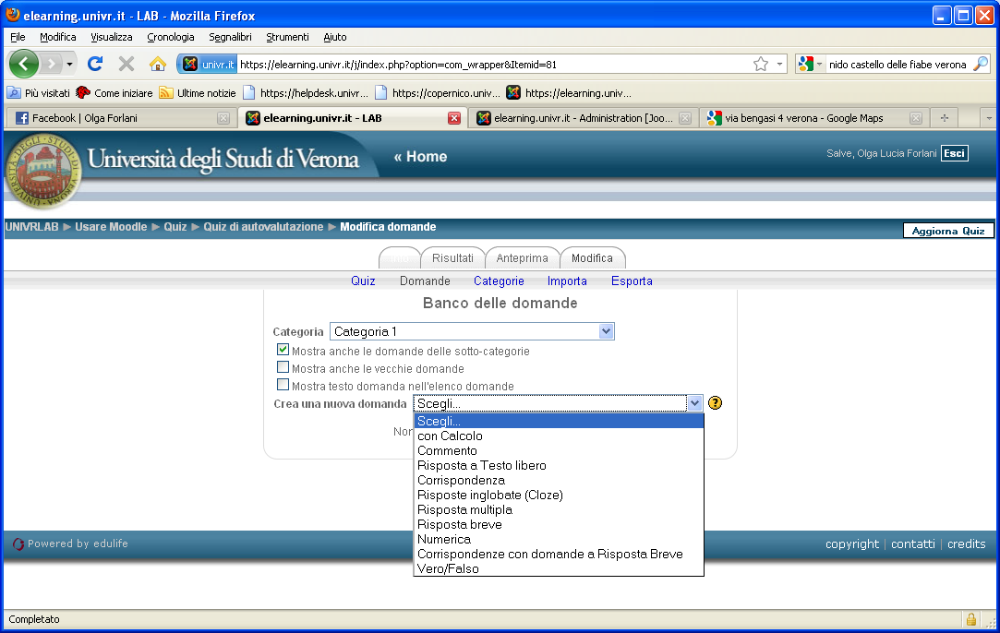 elearning.univr.it - LAB - Mozilla Firefox
File Modifica Visualizza Cronologia Segnalibri Strumenti Aiuto
univr.it https://elearning.univr.it/j/index.php?option=com_wrapper&Itemid=81 nido castello delle fiabe verona
Più visitati Come iniziare Ultime notizie https://helpdesk.univr... https://copernico.univ... https://elearning.univ...
Facebook | Olga Forlani elearning.univr.it - LAB elearning.univr.it - Administration [Joo... via bengasi 4 verona - Google Maps
Università degli Studi di Verona « Home Salve, Olga Lucia Forlani Esci
UNIVRLAB ► Usare Moodle ► Quiz ► Quiz di autovalutazione ► Modifica domande Aggiorna Quiz
Risultati Anteprima Modifica
Quiz Domande Categorie Importa Esporta
Banco delle domande
Categoria Categoria 1
Mostra anche le domande delle sotto-categorie
Mostra anche le vecchie domande
Mostra testo domanda nell'elenco domande
Crea una nuova domanda Scegli... ?
Scegli...
con Calcolo
Commento
Risposta a Testo libero
Corrispondenza
Risposte inglobate (Cloze)
Risposta multipla
Risposta breve
Numerica
Corrispondenze con domande a Risposta Breve
Vero/Falso
Powered by edulife copyright | contatti | credits
Completato